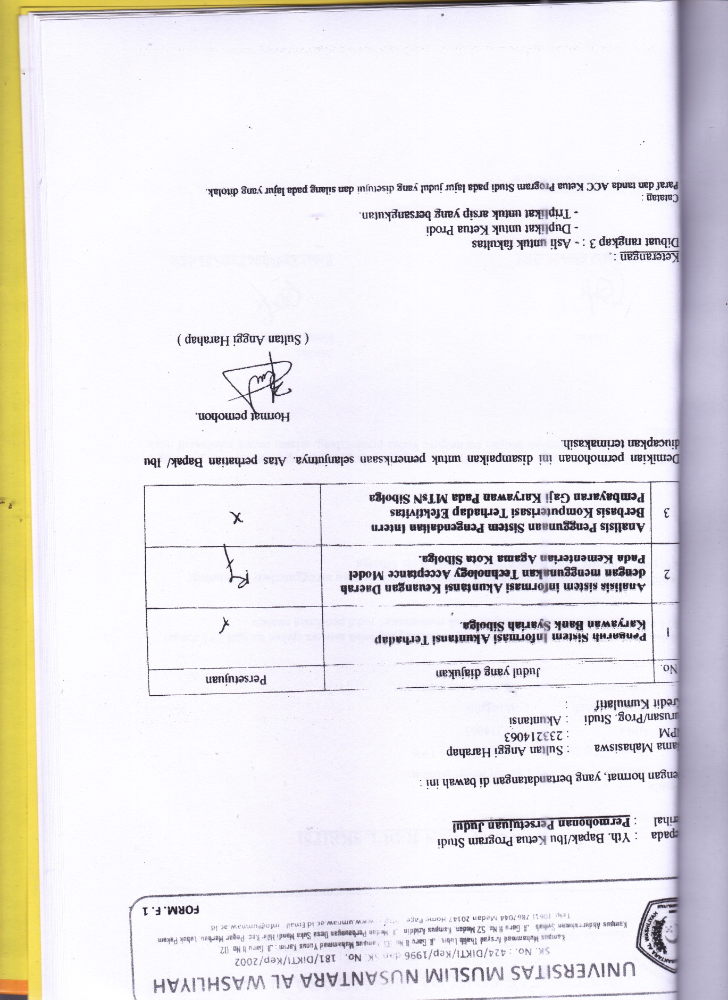 UNIVERSITAS MUSLIM NUSANTARA AL WASHLIYAH
SK. No. : 424/DIKTI/Kep/1996 dan SK. No. : 181/DIKTI/Kep/2002
Kampus Muhammad Arsyad Thalib Lubis : Jl. Garu II No. 93 Kampus Muhammad Yunus Karim : Jl. Garu II No. 02
Kampus Abdurrahman Syihab : Jl. Garu II No. 52 Medan Kampus Aziddin : Jl. Medan Perbaungan Desa Suka Mandi Hilir Kec. Pagar Merbau, Lubuk Pakam
Telp. (061) 7867044 Medan 20147 Home Page : www.umnaw.ac.id Email : info@umnaw.ac.id
FORM. F. 1
epada : Yth. Bapak/Ibu Ketua Program Studi
erihal : Permohonan Persetujuan Judul
engan hormat, yang bertandatangan di bawah ini :
ama Mahasiswa : Sultan Anggi Harahap
NPM : 233214063
urusan/Prog. Studi : Akuntansi
Kredit Kumulatif :
No. Judul yang diajukan Persetujuan
1 Pengaruh Sistem Informasi Akuntansi Terhadap
Karyawan Bank Syariah Sibolga x
2 Analisis sistem informasi Akuntansi Keuangan Daerah
dengan menggunakan Technology Acceptance Model
Pada Kementerian Agama Kota Sibolga.
3 Analisis Penggunaan Sistem Pengendalian Intern
Berbasis Komputerisasi Terhadap Efektivitas x
Pembayaran Gaji Karyawan Pada MTsN Sibolga
Demikian permohonan ini disampaikan untuk pemeriksaan selanjutnya. Atas perhatian Bapak/ Ibu
diucapkan terimakasih.
Hormat pemohon,
( Sultan Anggi Harahap )
Keterangan :
Dibuat rangkap 3 : - Asli untuk fakultas
- Duplikat untuk Ketua Prodi
- Triplikat untuk arsip yang bersangkutan.
Catatan :
Paraf dan tanda ACC Ketua Program Studi pada lajur judul yang disetujui dan silang pada lajur yang ditolak.